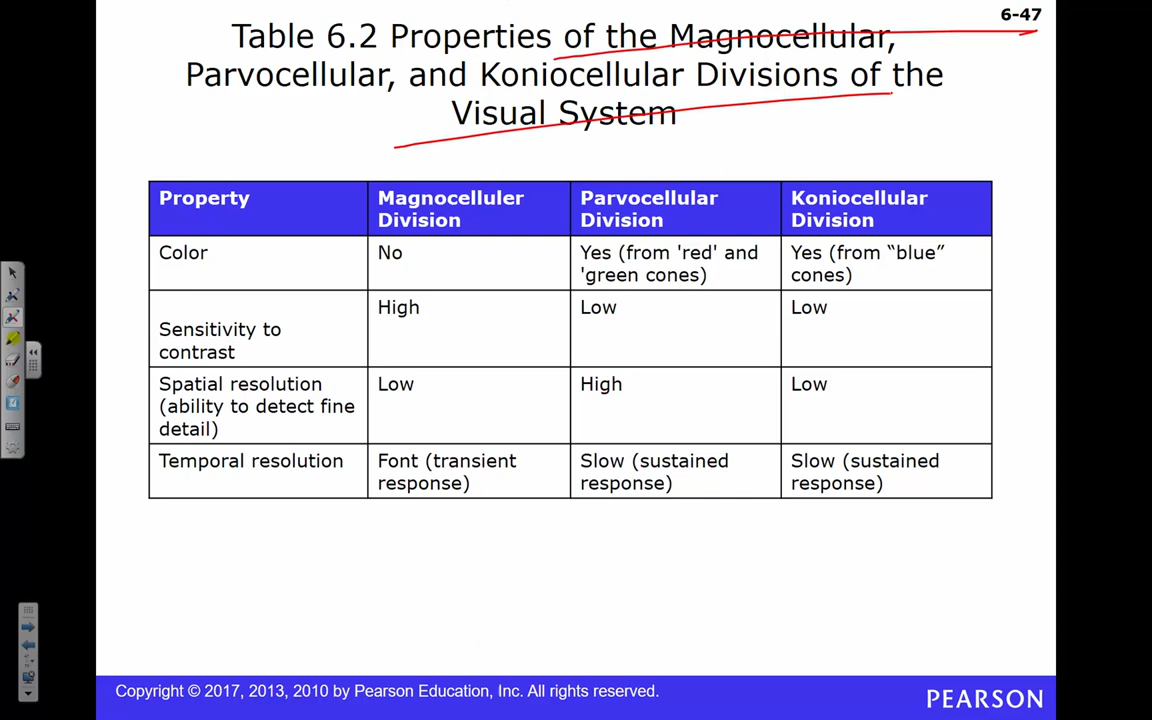 6-47
Table 6.2 Properties of the Magnocellular,
Parvocellular, and Koniocellular Divisions of the
Visual System
Property
Magnocelluler
Division
Parvocellular
Division
Koniocellular
Division
Color
No
Yes (from 'red' and
'green cones)
Yes (from “blue”
cones)
Sensitivity to
contrast
High
Low
Low
Spatial resolution
(ability to detect fine
detail)
Low
High
Low
Temporal resolution
Font (transient
response)
Slow (sustained
response)
Slow (sustained
response)
Copyright © 2017, 2013, 2010 by Pearson Education, Inc. All rights reserved.
PEARSON